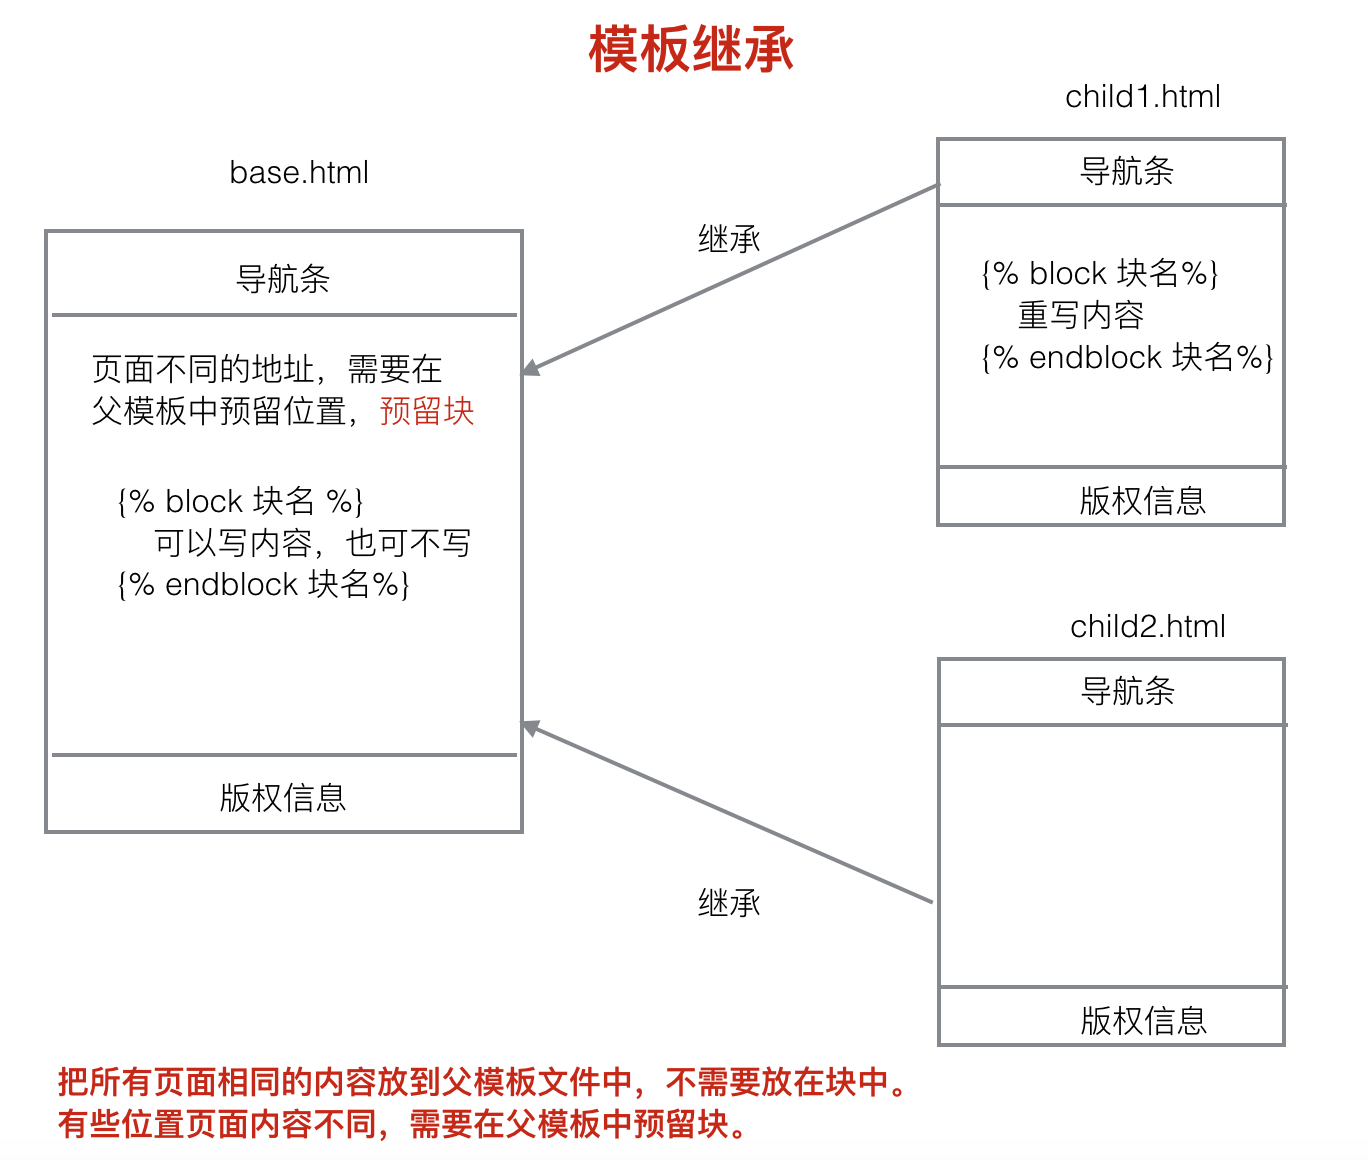 模板继承
base.html
导航条
页面不同的地址，需要在
父模板中预留位置，预留块
{% block 块名 %}
可以写内容，也可不写
{% endblock 块名%}
版权信息
继承
继承
child1.html
导航条
{% block 块名%}
重写内容
{% endblock 块名%}
版权信息
child2.html
导航条
版权信息
把所有页面相同的内容放到父模板文件中，不需要放在块中。
有些位置页面内容不同，需要在父模板中预留块。